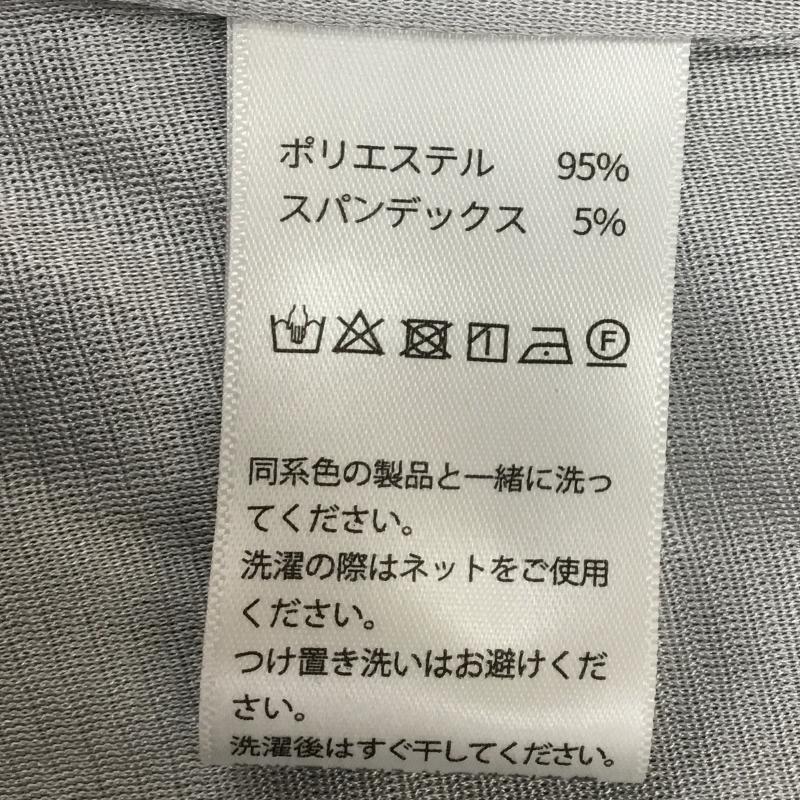 ポリエステル 95%
スパンデックス 5%
F
同系色の製品と一緒に洗っ
てください。
洗濯の際はネットをご使用
ください。
つけ置き洗いはお避けくだ
さい。
洗濯後はすぐ干してください。